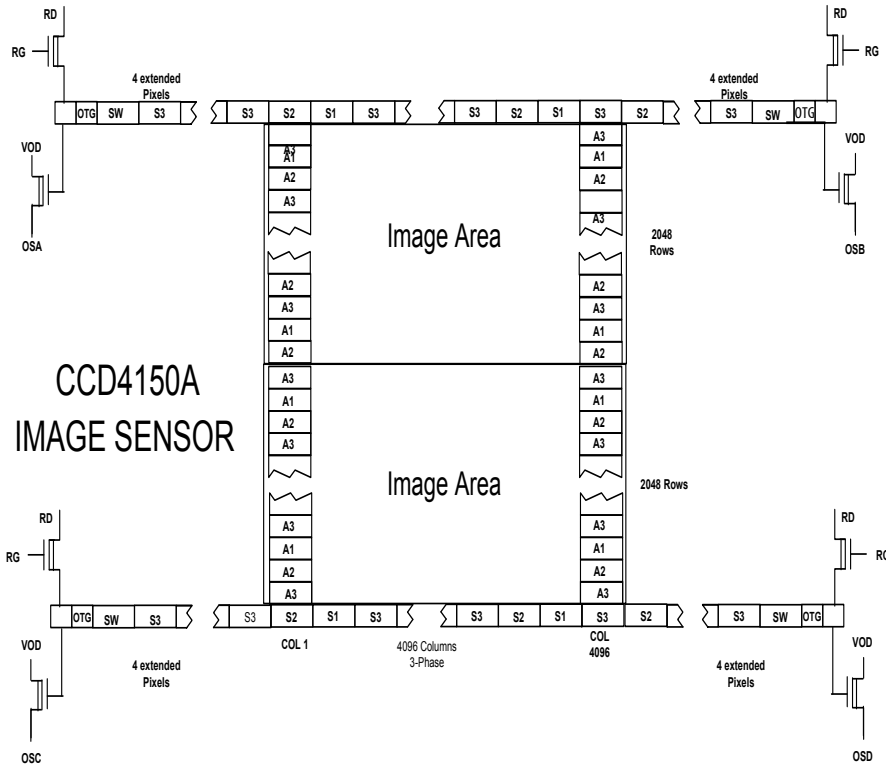 RD
RD
RG
RG
4 extended
Pixels
4 extended
Pixels
OTG SW S3 S3 S2 S1 S3 S3 S2 S1 S3 S2 S3 SW OTG
VOD
VOD
A3
A1
A2
A3
A3
A1
A2
A3
OSA
OSB
Image Area
2048
Rows
A2
A3
A1
A2
A2
A3
A1
A2
CCD4150A
IMAGE SENSOR
A3
A1
A2
A3
A3
A1
A2
A3
Image Area
2048 Rows
RD
RD
RG
RG
A3
A1
A2
A3
A3
A1
A2
A3
OTG SW S3 S3 S2 S1 S3 S3 S2 S1 S3 S2 S3 SW OTG
VOD
VOD
COL 1
4096 Columns
3-Phase
COL
4096
4 extended
Pixels
4 extended
Pixels
OSC
OSD